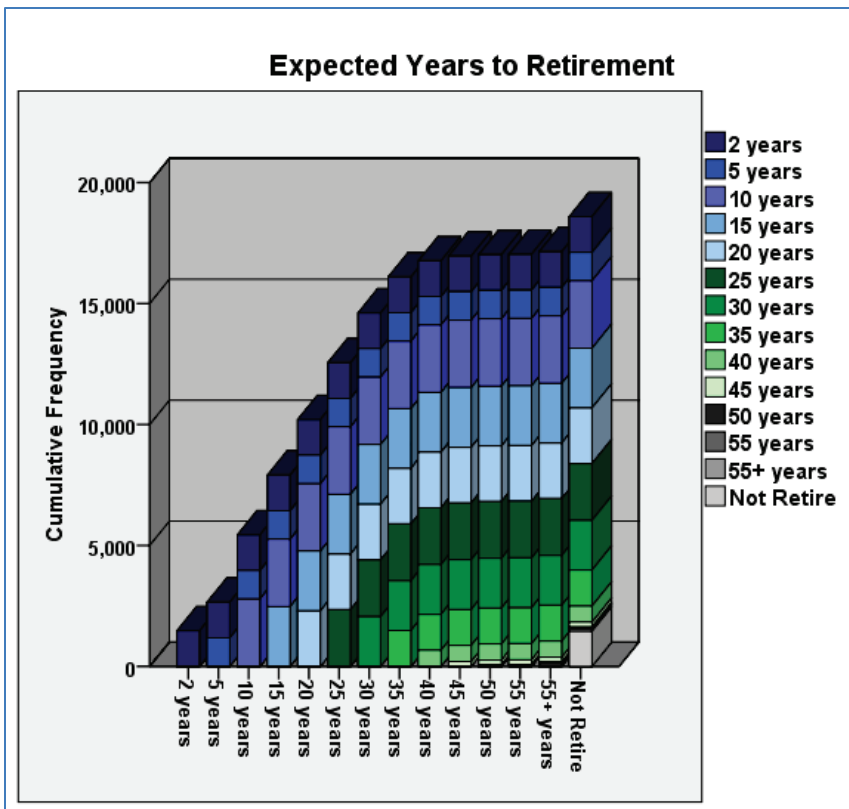 Expected Years to Retirement
Cumulative Frequency
20,000
15,000
10,000
5,000
0
2 years
5 years
10 years
15 years
20 years
25 years
30 years
35 years
40 years
45 years
50 years
55 years
55+ years
Not Retire
2 years
5 years
10 years
15 years
20 years
25 years
30 years
35 years
40 years
45 years
50 years
55 years
55+ years
Not Retire